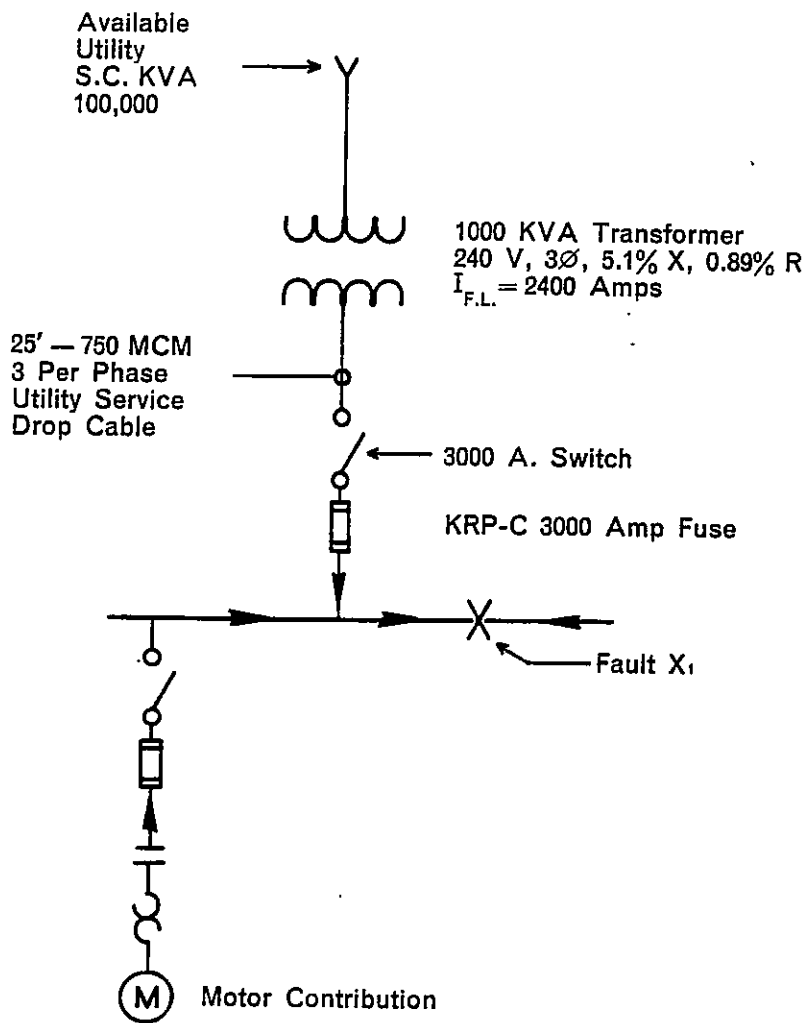 Available
Utility
S.C. KVA
100,000
1000 KVA Transformer
240 V, 3Ø, 5.1% X, 0.89% R
I F.L. = 2400 Amps
25′ — 750 MCM
3 Per Phase
Utility Service
Drop Cable
3000 A. Switch
KRP-C 3000 Amp Fuse
Fault X₁
M Motor Contribution